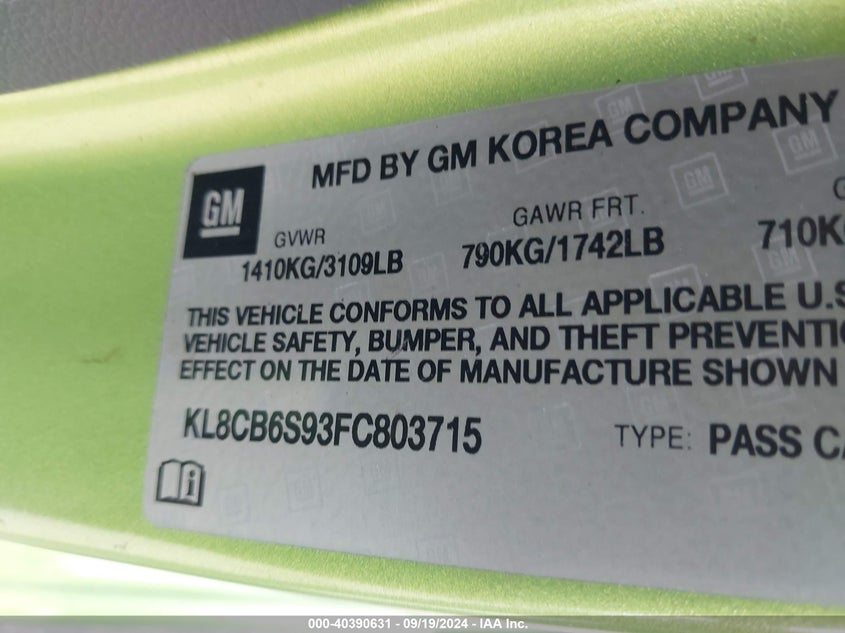 MFD BY GM KOREA COMPANY
GM
GVWR
GAWR FRT.
1410KG/3109LB
790KG/1742LB
THIS VEHICLE CONFORMS TO ALL APPLICABLE
VEHICLE SAFETY, BUMPER, AND THEFT
EFFECT ON THE DATE OF MANUFACTURE SHOWN
KL8CB6S93FC803715
TYPE: PASS
000-40390631 - 09/19/2024 - IAA Inc.